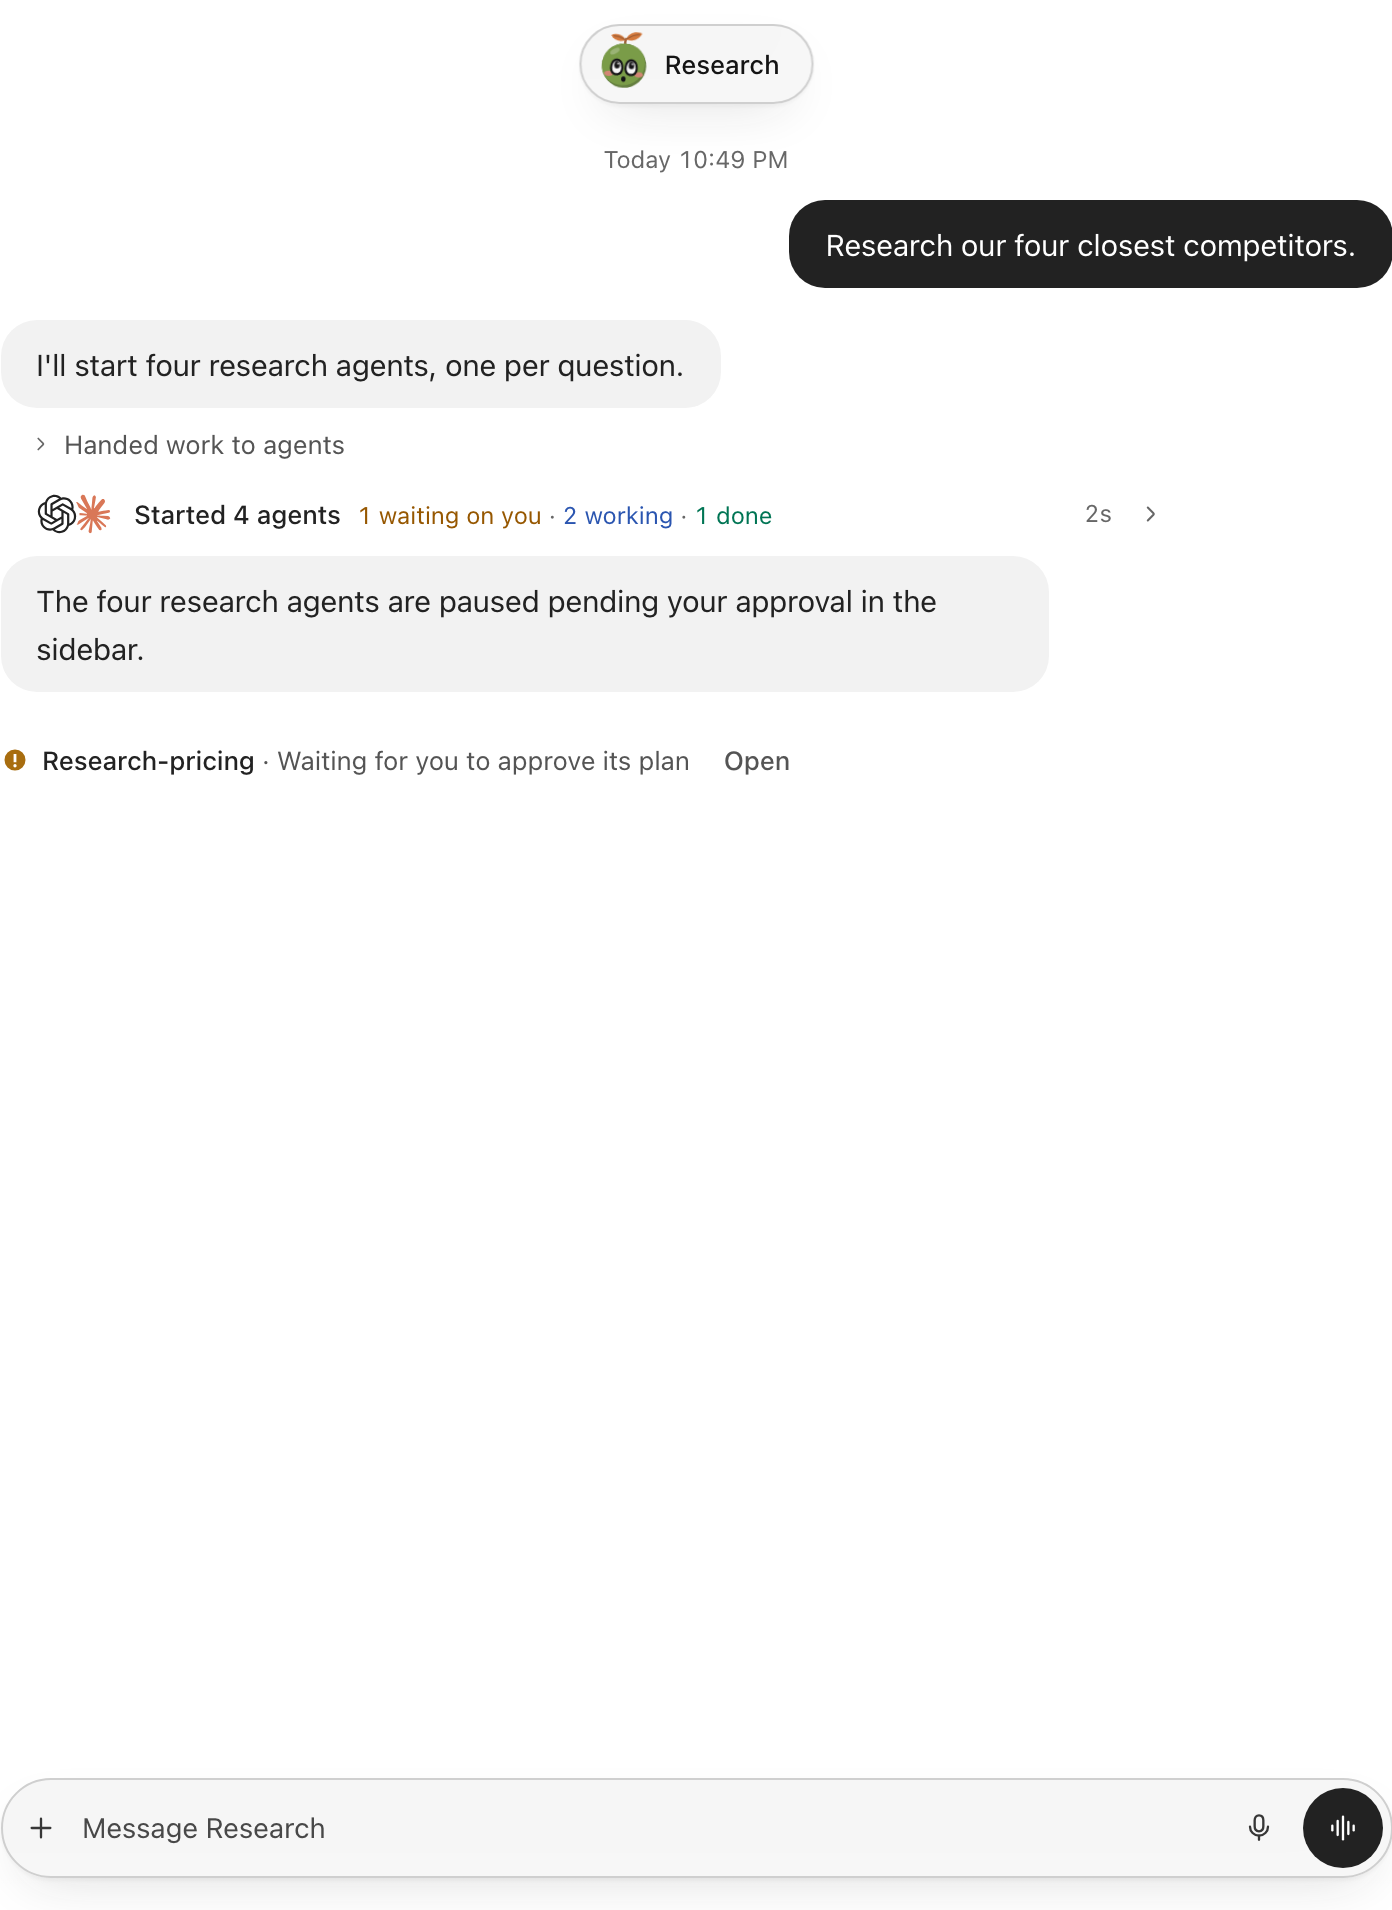 Research
Today 10:49 PM
Research our four closest competitors.
I'll start four research agents, one per question.
Handed work to agents
Started 4 agents 1 waiting on you · 2 working · 1 done 2s
The four research agents are paused pending your approval in the
sidebar.
Research-pricing · Waiting for you to approve its plan Open
Message Research